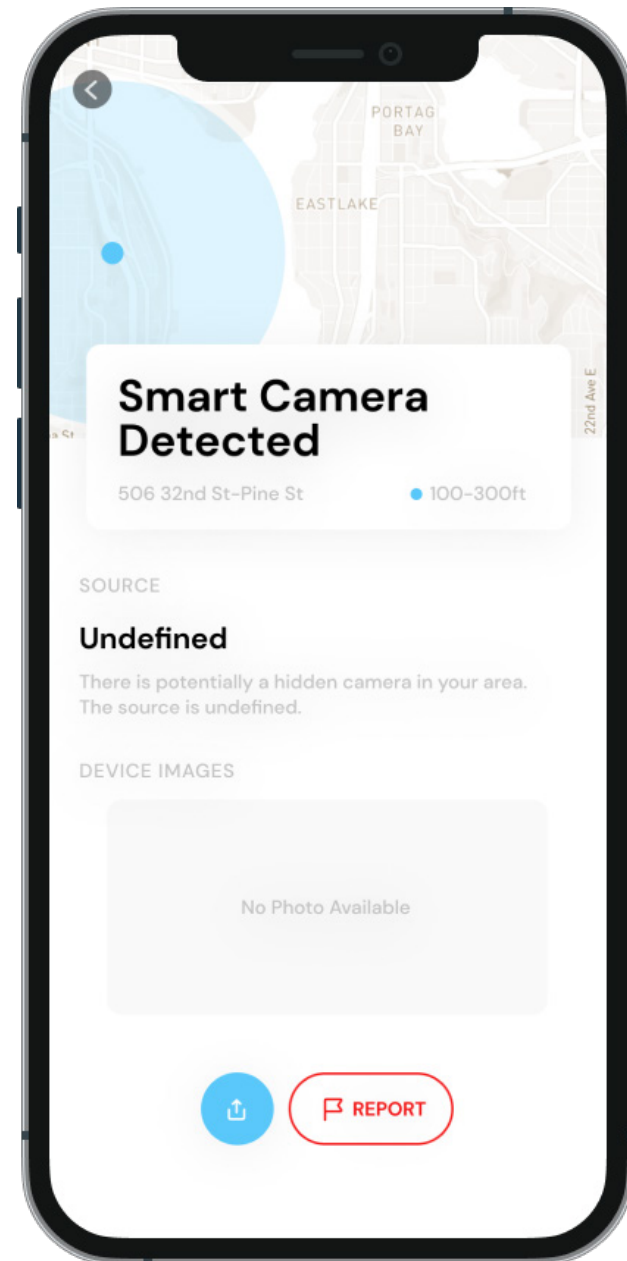 PORTAG
BAY
EASTLAKE
22nd Ave E
Smart Camera
Detected
506 32nd St-Pine St
100-300ft
SOURCE
Undefined
There is potentially a hidden camera in your area.
The source is undefined.
DEVICE IMAGES
No Photo Available
REPORT